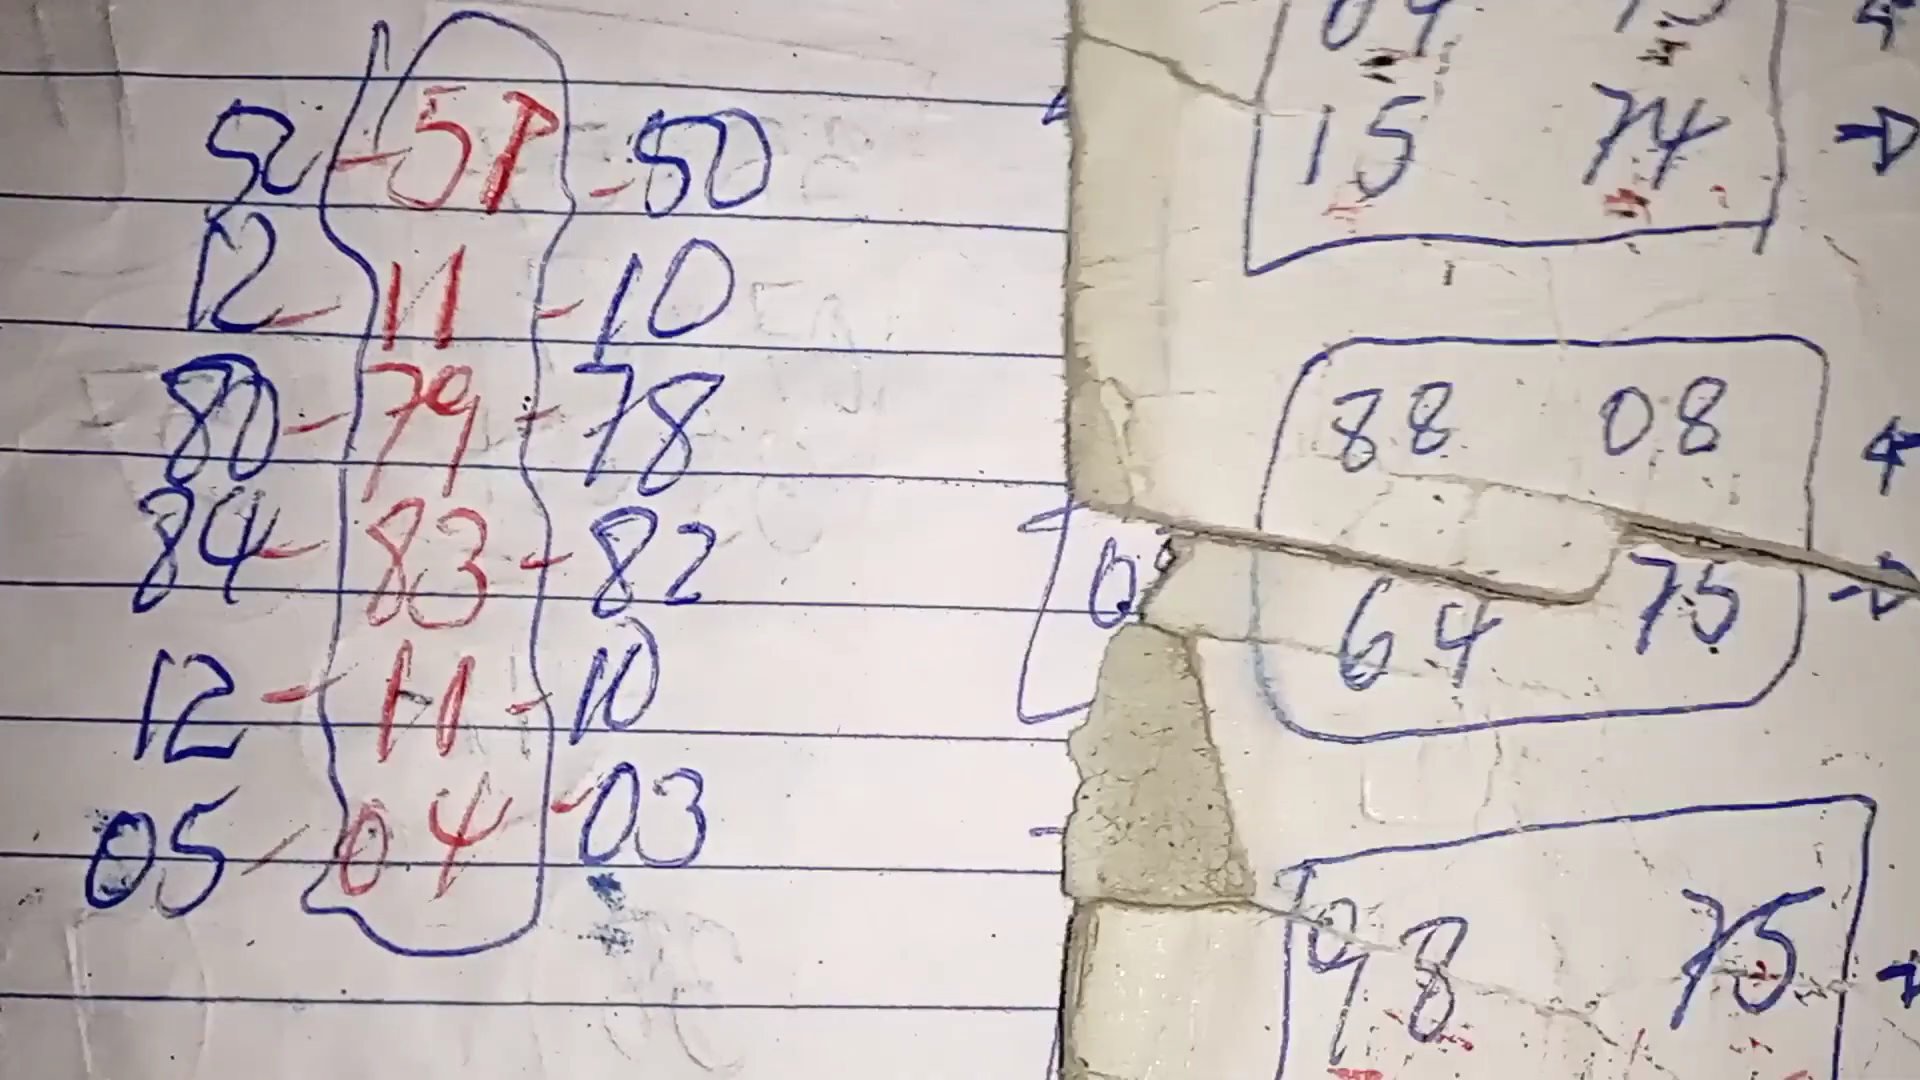 52 - 51 - 50
12 - 11 - 10
80 - 79 - 78
84 - 83 - 82
12 - 11 - 10
05 - 04 - 03
15 74
88 08
64 75
98 75